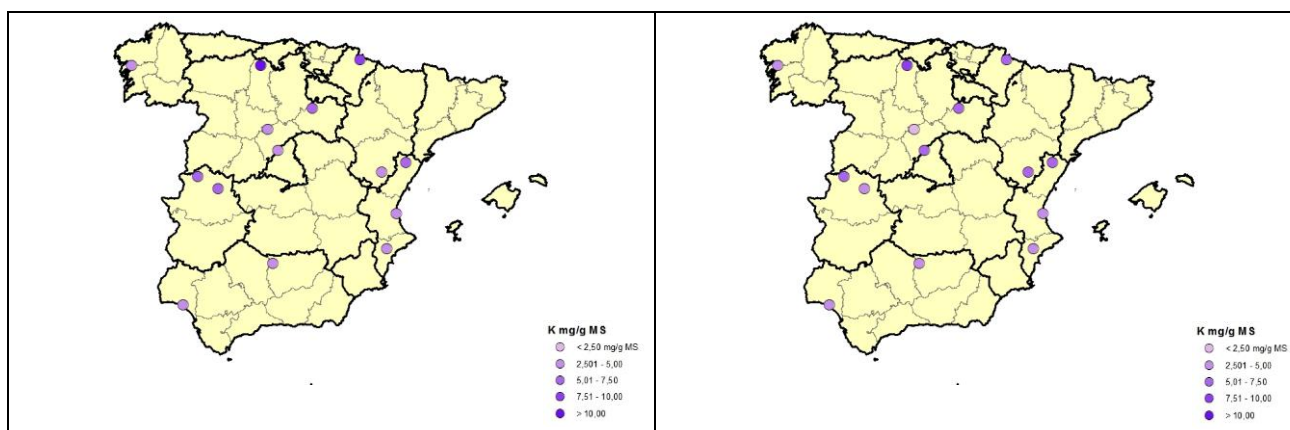 K mg/g MS
< 2,50 mg/g MS
2,501 - 5,00
5,01 - 7,50
7,51 - 10,00
> 10,00
K mg/g MS
< 2,50 mg/g MS
2,501 - 5,00
5,01 - 7,50
7,51 - 10,00
> 10,00